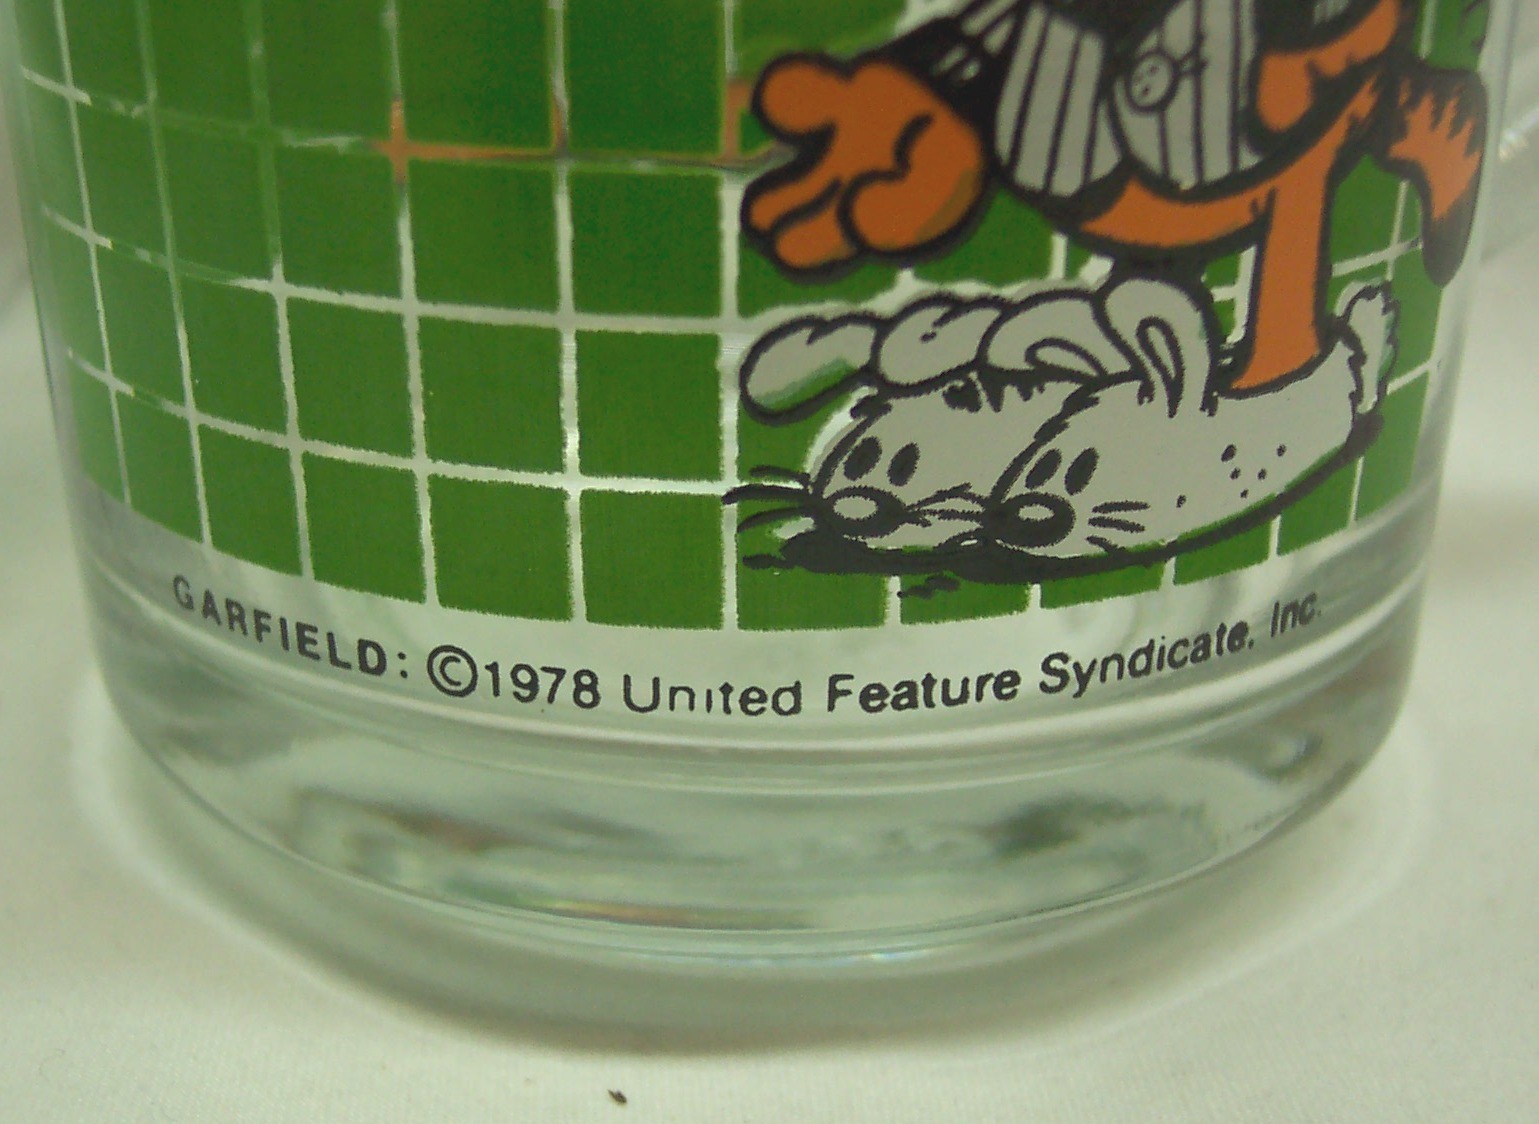 GARFIELD: ©1978 United Feature Syndicate, Inc.